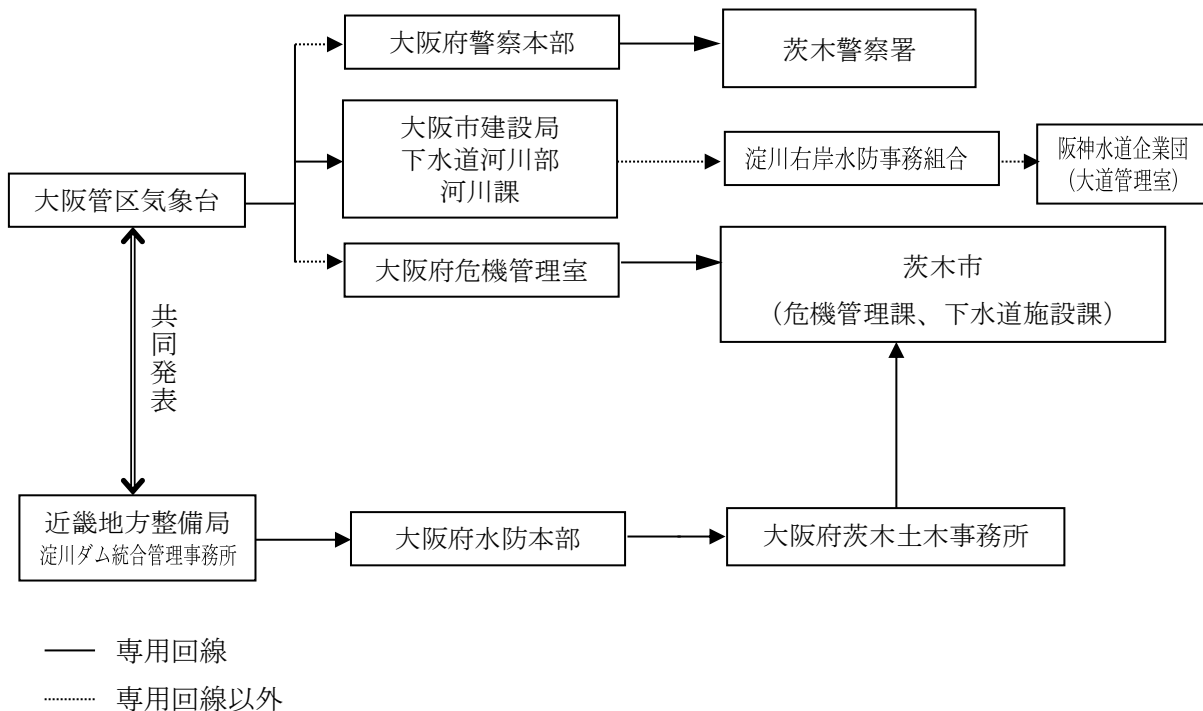 大阪府警察本部
茨木警察署
大阪市建設局
下水道河川部
河川課
淀川右岸水防事務組合
阪神水道企業団
（大道管理室）
大阪管区気象台
大阪府危機管理室
茨木市
（危機管理課、下水道施設課）
共同発表
近畿地方整備局
淀川ダム統合管理事務所
大阪府水防本部
大阪府茨木土木事務所
専用回線
専用回線以外